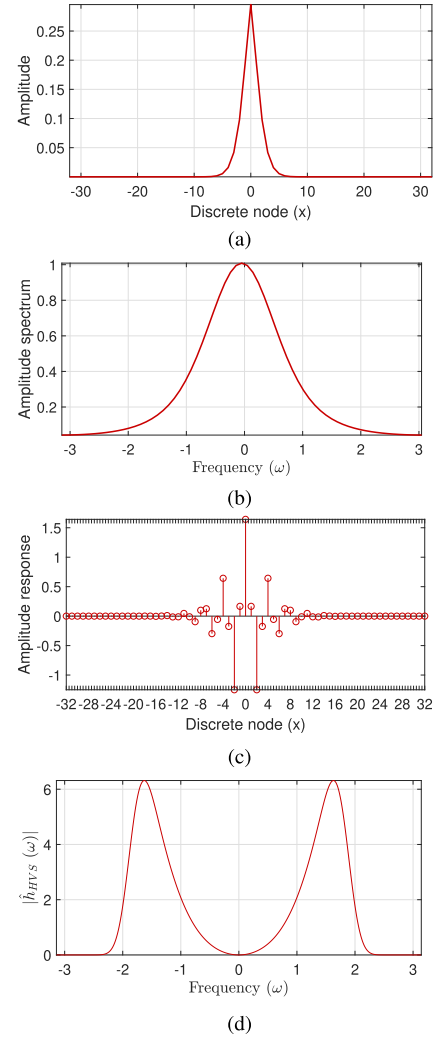 0.25
0.2
0.15
0.1
0.05
Amplitude
-30 -20 -10 0 10 20 30
Discrete node (x)
(a)
1
0.8
0.6
0.4
0.2
Amplitude spectrum
-3 -2 -1 0 1 2 3
Frequency (ω)
(b)
1.5
1
0.5
0
-0.5
-1
Amplitude response
-32 -28 -24 -20 -16 -12 -8 -4 0 4 8 12 16 20 24 28 32
Discrete node (x)
(c)
6
4
2
0
|ĥ_{HVS} (ω)|
-3 -2 -1 0 1 2 3
Frequency (ω)
(d)